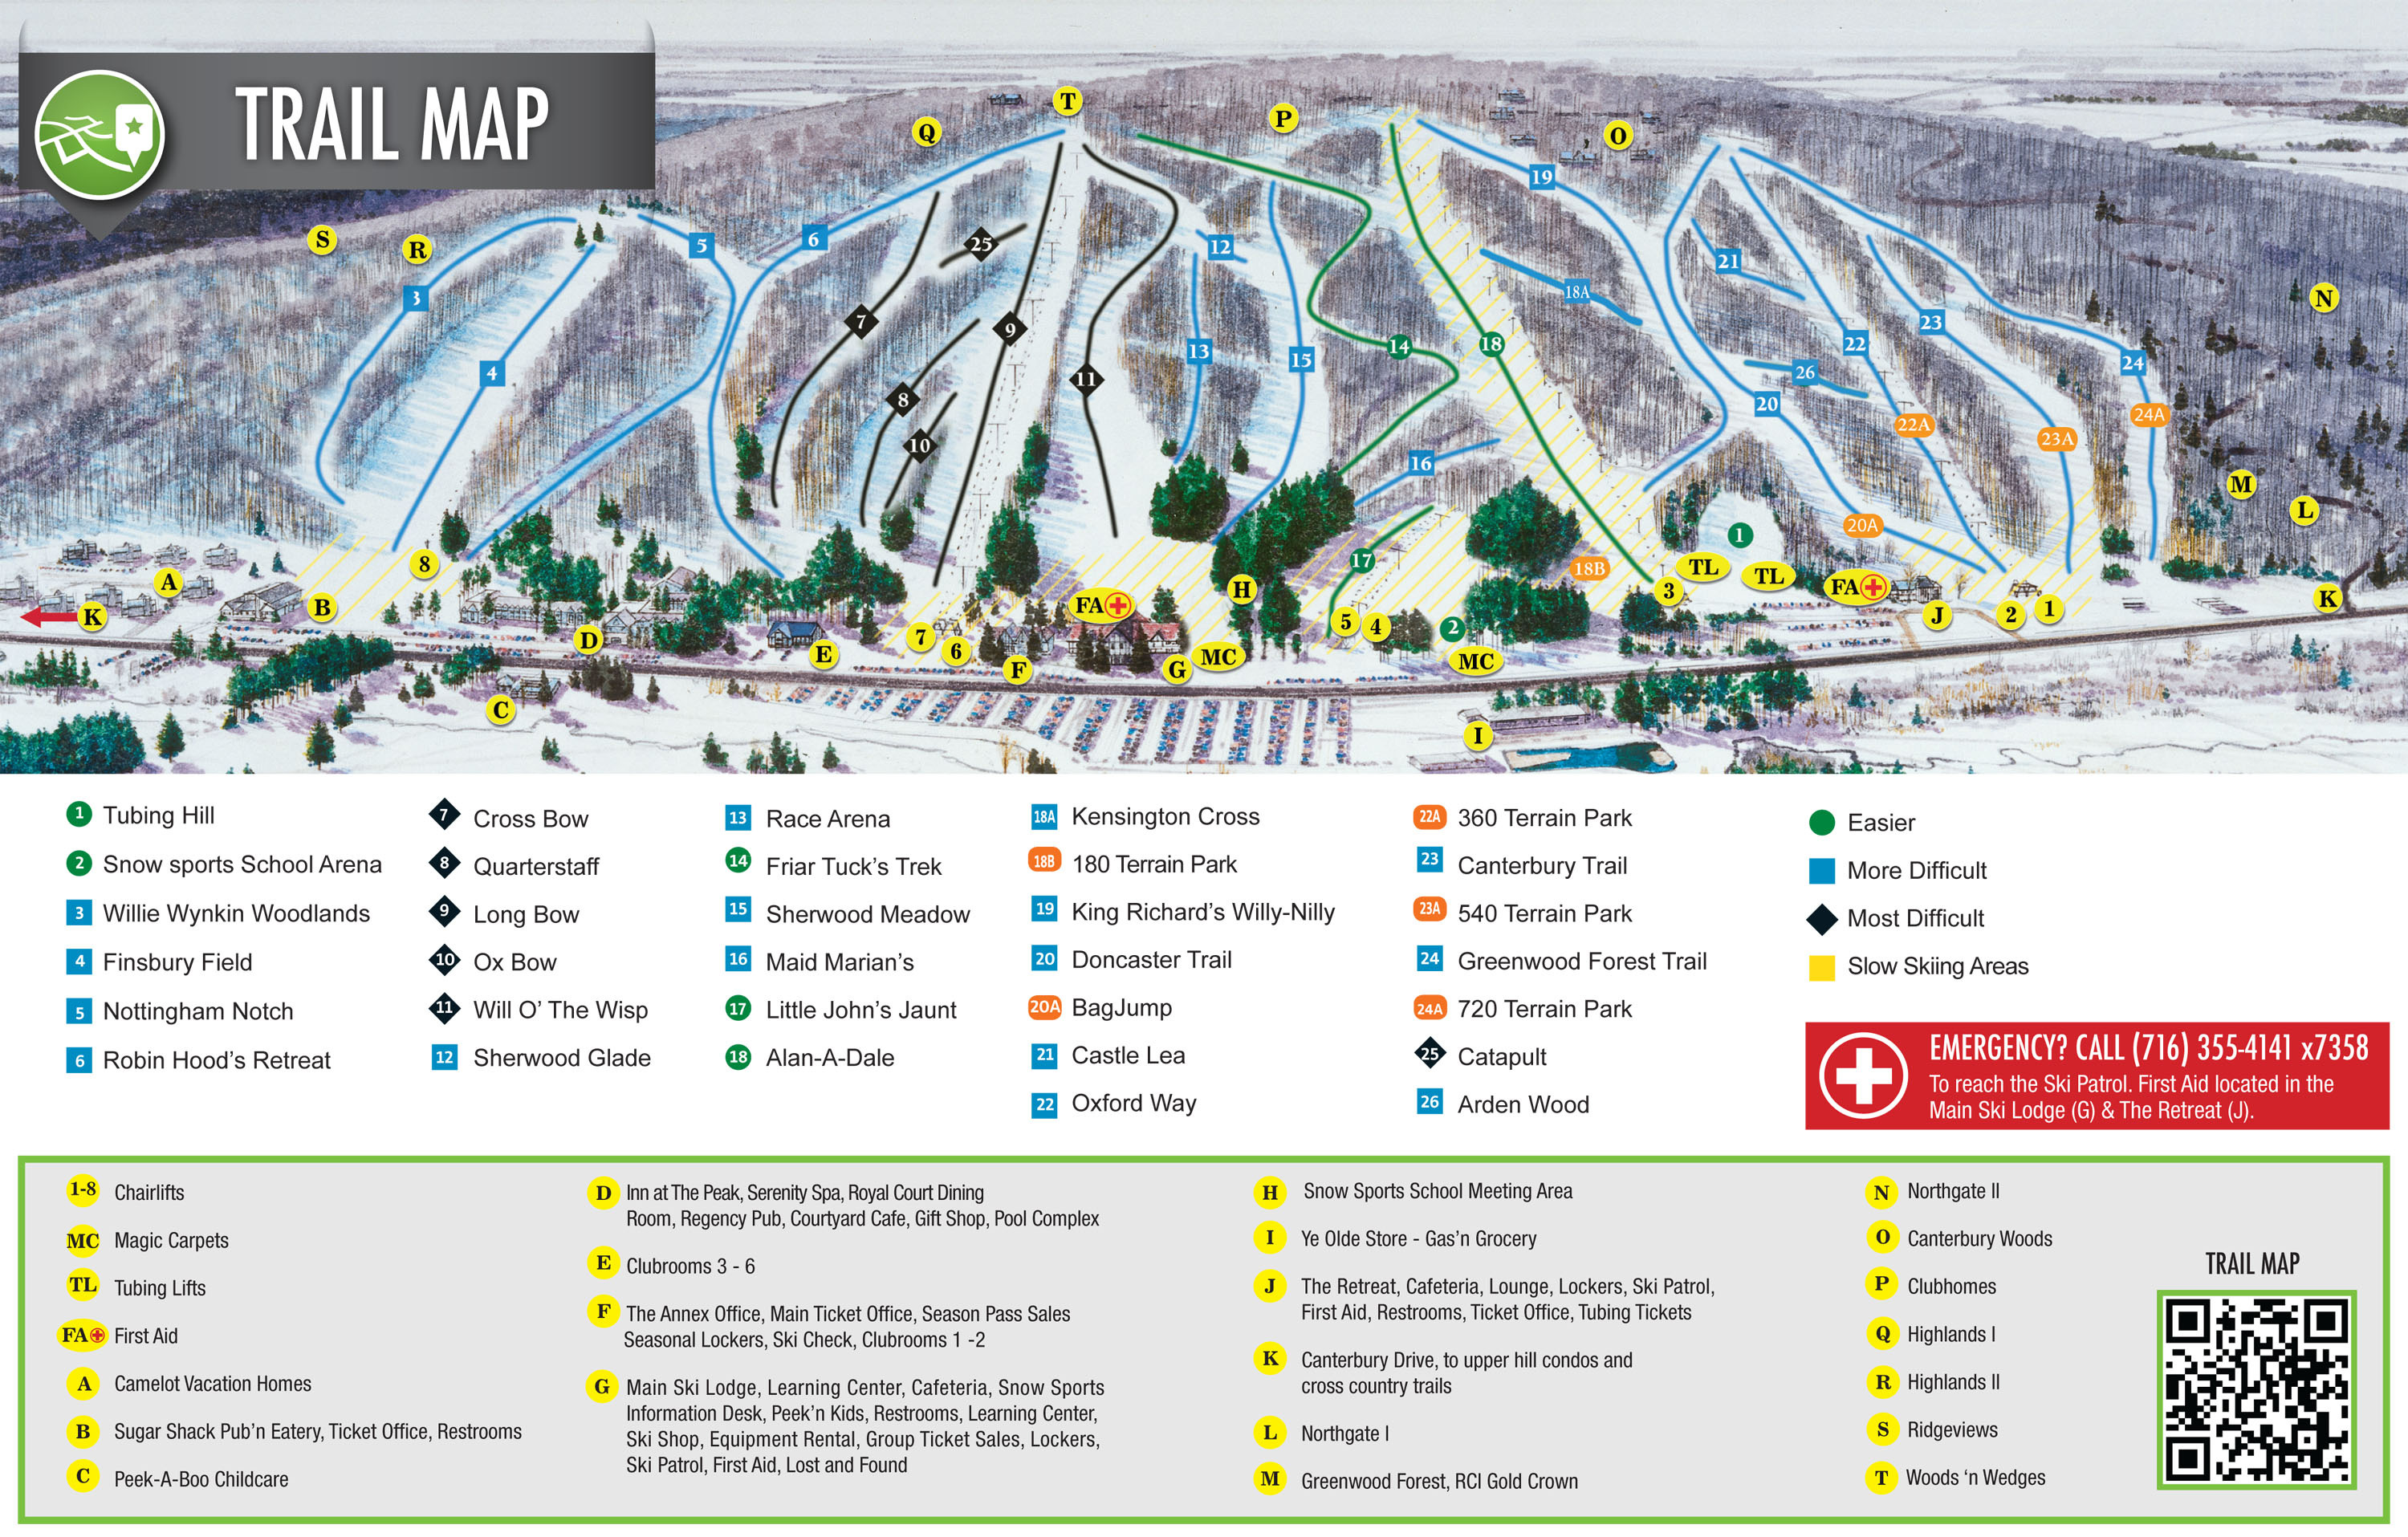 TRAIL MAP
T
Q
P
O
S
R
N
M
L
K
A
B
D
C
E
F
G
H
I
J
K
3
4
5
6
7
25
8
9
10
11
12
13
15
14
18
16
17
19
18A
18B
21
23
22
26
20
24
22A
23A
24A
20A
1
2
8
7
6
5
4
3
2
1
FA
FA
MC
MC
TL
TL
1 Tubing Hill
2 Snow sports School Arena
3 Willie Wynkin Woodlands
4 Finsbury Field
5 Nottingham Notch
6 Robin Hood's Retreat
7 Cross Bow
8 Quarterstaff
9 Long Bow
10 Ox Bow
11 Will O' The Wisp
12 Sherwood Glade
13 Race Arena
14 Friar Tuck's Trek
15 Sherwood Meadow
16 Maid Marian's
17 Little John's Jaunt
18 Alan-A-Dale
18A Kensington Cross
18B 180 Terrain Park
19 King Richard's Willy-Nilly
20 Doncaster Trail
20A BagJump
21 Castle Lea
22 Oxford Way
22A 360 Terrain Park
23 Canterbury Trail
23A 540 Terrain Park
24 Greenwood Forest Trail
24A 720 Terrain Park
25 Catapult
26 Arden Wood
Easier
More Difficult
Most Difficult
Slow Skiing Areas
EMERGENCY? CALL (716) 355-4141 x7358
To reach the Ski Patrol. First Aid located in the
Main Ski Lodge (G) & The Retreat (J).
1-8 Chairlifts
MC Magic Carpets
TL Tubing Lifts
FA First Aid
A Camelot Vacation Homes
B Sugar Shack Pub'n Eatery, Ticket Office, Restrooms
C Peek-A-Boo Childcare
D Inn at The Peak, Serenity Spa, Royal Court Dining
Room, Regency Pub, Courtyard Cafe, Gift Shop, Pool Complex
E Clubrooms 3 - 6
F The Annex Office, Main Ticket Office, Season Pass Sales
Seasonal Lockers, Ski Check, Clubrooms 1 -2
G Main Ski Lodge, Learning Center, Cafeteria, Snow Sports
Information Desk, Peek'n Kids, Restrooms, Learning Center,
Ski Shop, Equipment Rental, Group Ticket Sales, Lockers,
Ski Patrol, First Aid, Lost and Found
H Snow Sports School Meeting Area
I Ye Olde Store - Gas'n Grocery
J The Retreat, Cafeteria, Lounge, Lockers, Ski Patrol,
First Aid, Restrooms, Ticket Office, Tubing Tickets
K Canterbury Drive, to upper hill condos and
cross country trails
L Northgate I
M Greenwood Forest, RCI Gold Crown
N Northgate II
O Canterbury Woods
P Clubhomes
Q Highlands I
R Highlands II
S Ridgeviews
T Woods 'n Wedges
TRAIL MAP